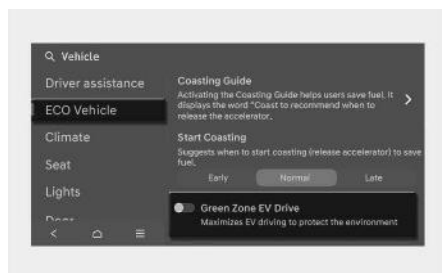 Vehicle
Driver assistance
ECO Vehicle
Climate
Seat
Lights
Door
Coasting Guide
Activating the Coasting Guide helps users save fuel. It
displays the word "Coast to recommend when to
release the accelerator.
Start Coasting
Suggests when to start coasting (release accelerator) to save
fuel.
Early Normal Late
Green Zone EV Drive
Maximizes EV driving to protect the environment